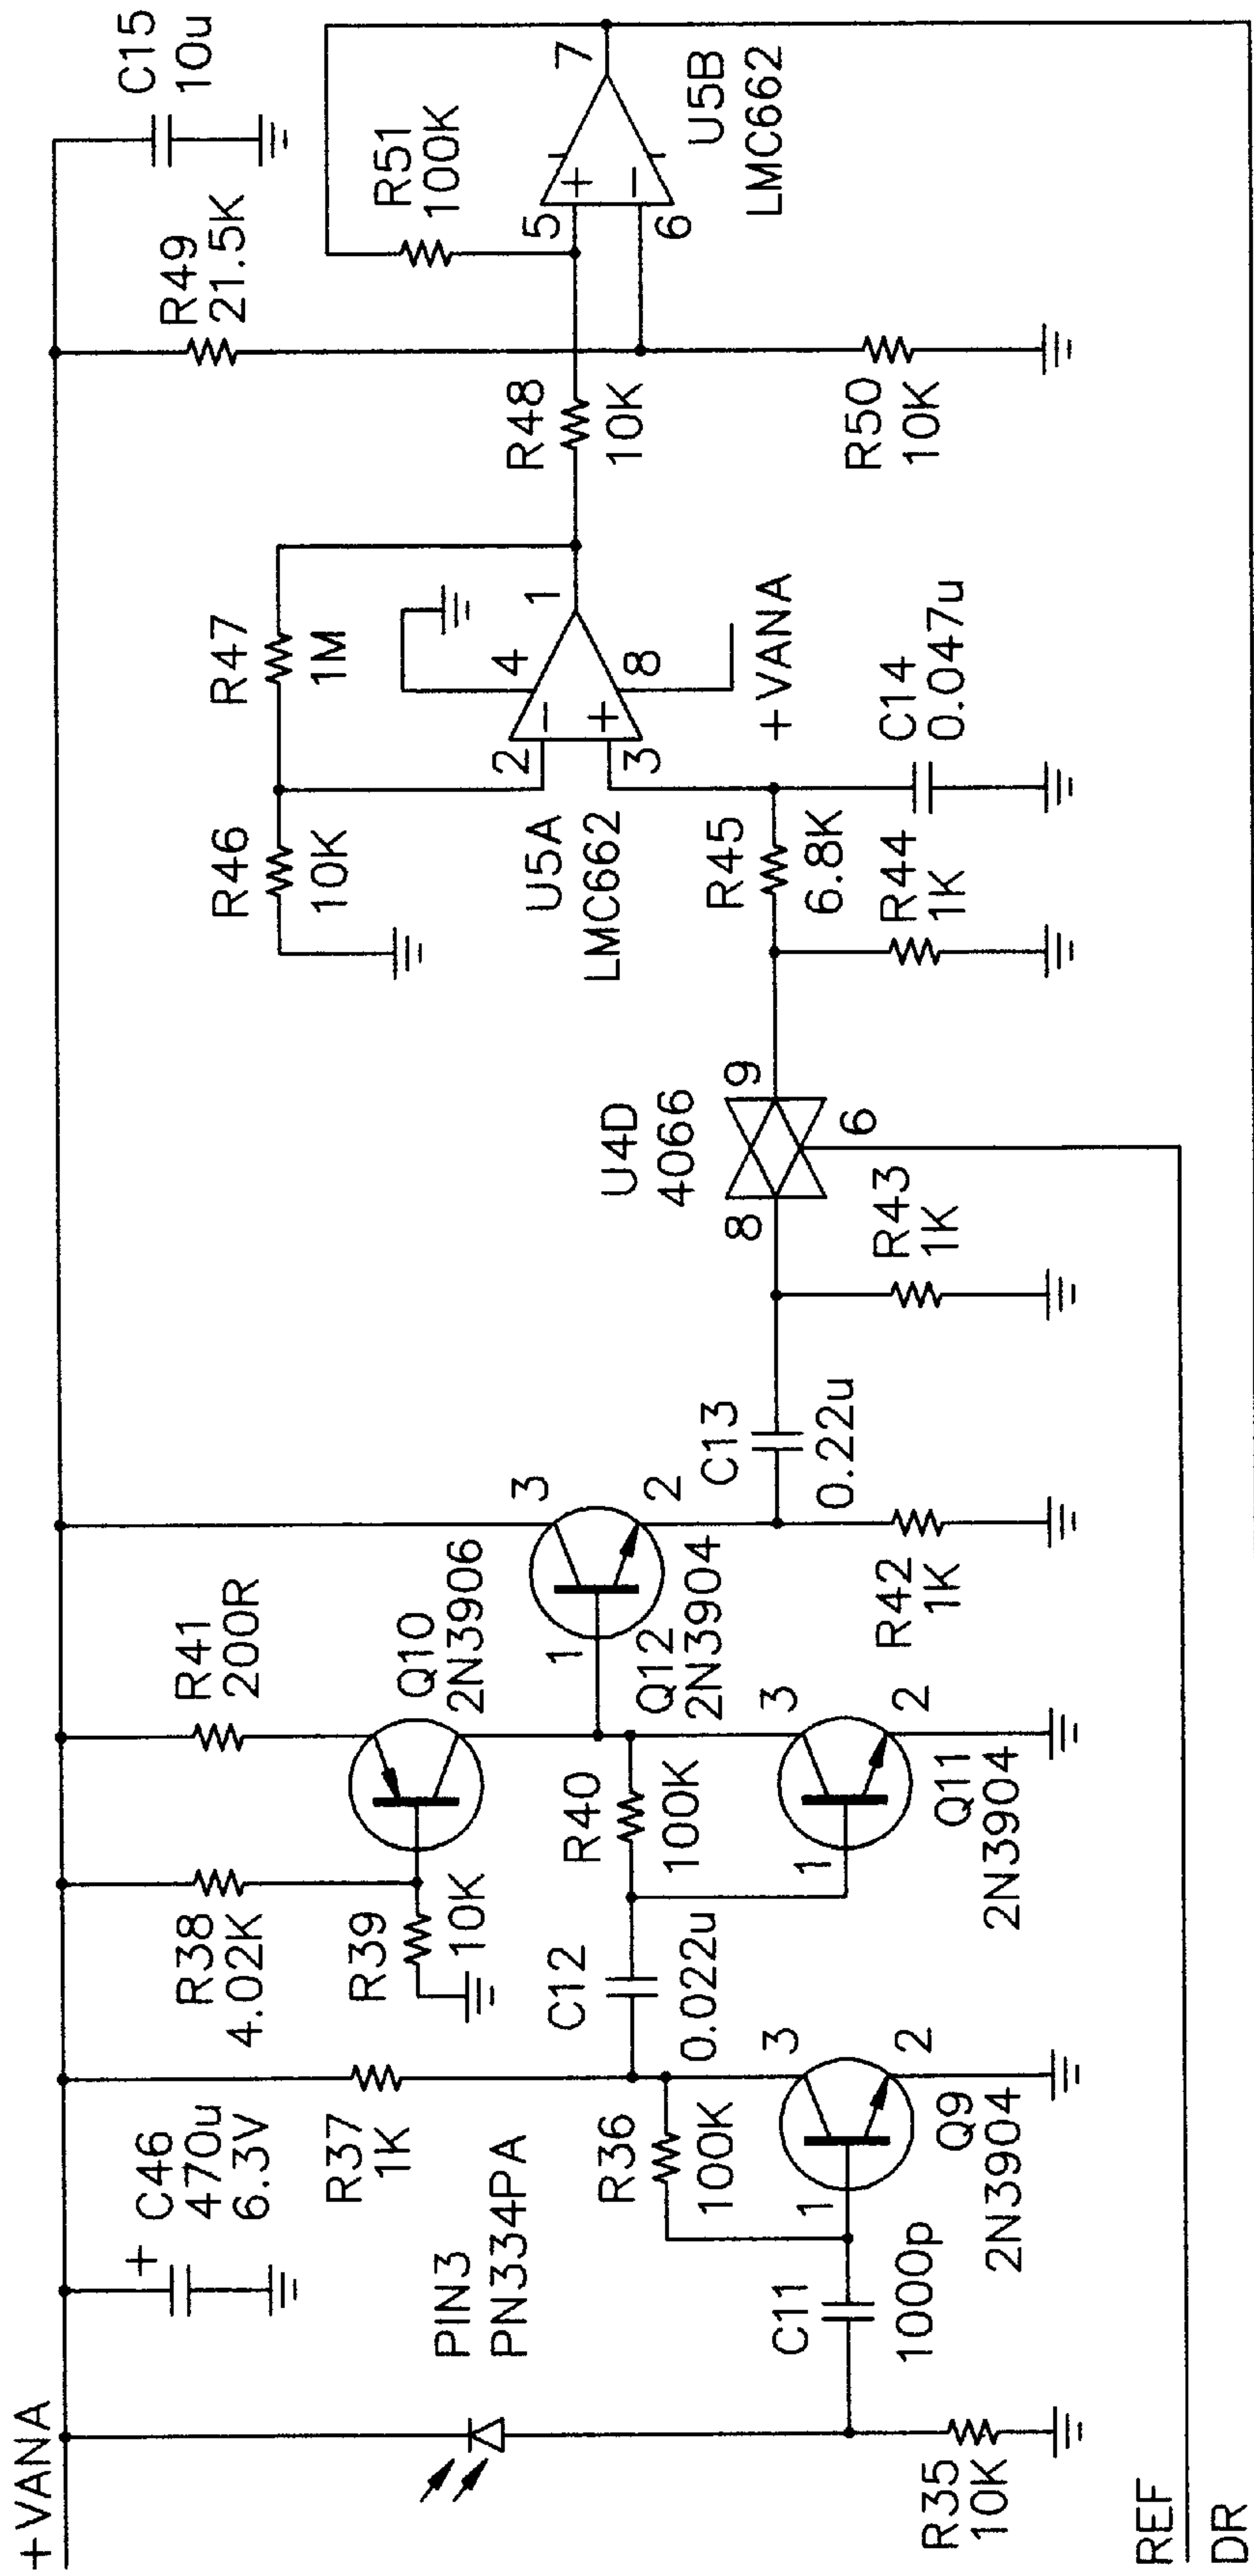 +VANA
C46
470u
6.3V
PIN3
PN334PA
R35
10K
C11
1000p
R36
100K
R37
1K
1
3
2
Q9
2N3904
C12
0.022u
R38
4.02K
R39
10K
R41
200R
Q10
2N3906
R40
100K
1
3
2
Q11
2N3904
1
3
2
Q12
2N3904
R42
1K
C13
0.22u
R43
1K
U4D
4066
8
9
6
R44
1K
R45
6.8K
C14
0.047u
R46
10K
R47
1M
U5A
LMC662
2
3
4
8
1
−
+
+VANA
R48
10K
R49
21.5K
R50
10K
R51
100K
C15
10u
5
6
7
+
−
U5B
LMC662
REF
DR
+